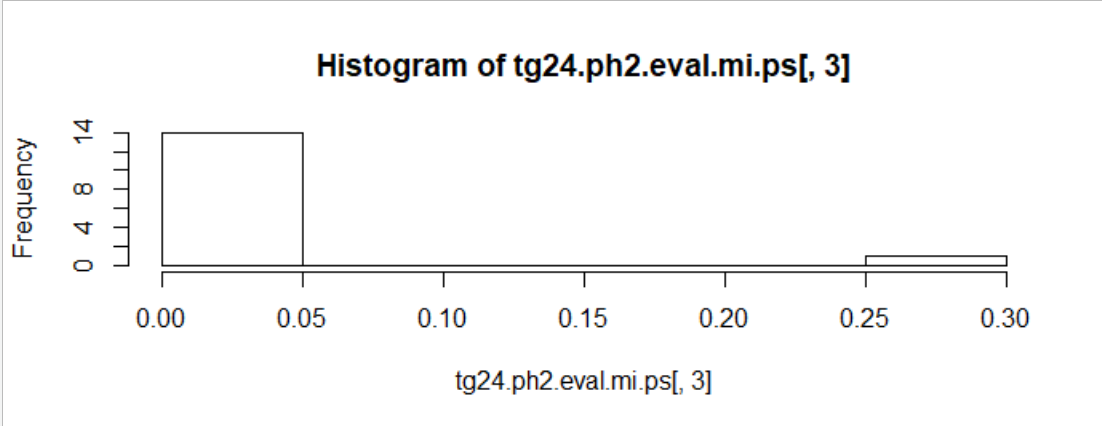 Histogram of tg24.ph2.eval.mi.ps[, 3]
Frequency
14
8
4
0
0.00 0.05 0.10 0.15 0.20 0.25 0.30
tg24.ph2.eval.mi.ps[, 3]